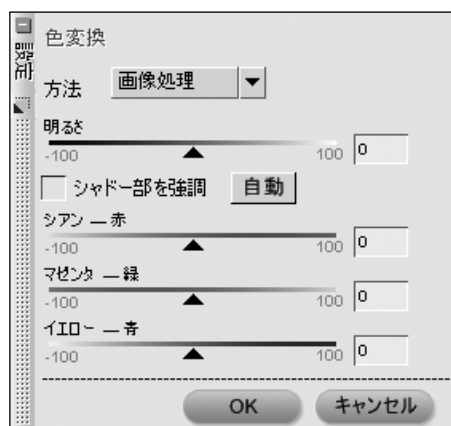 設定
色変換
方法 画像処理
明るさ
-100 100 0
シャドー部を強調 自動
シアン — 赤
-100 100 0
マゼンタ — 緑
-100 100 0
イエロー — 青
-100 100 0
OK キャンセル